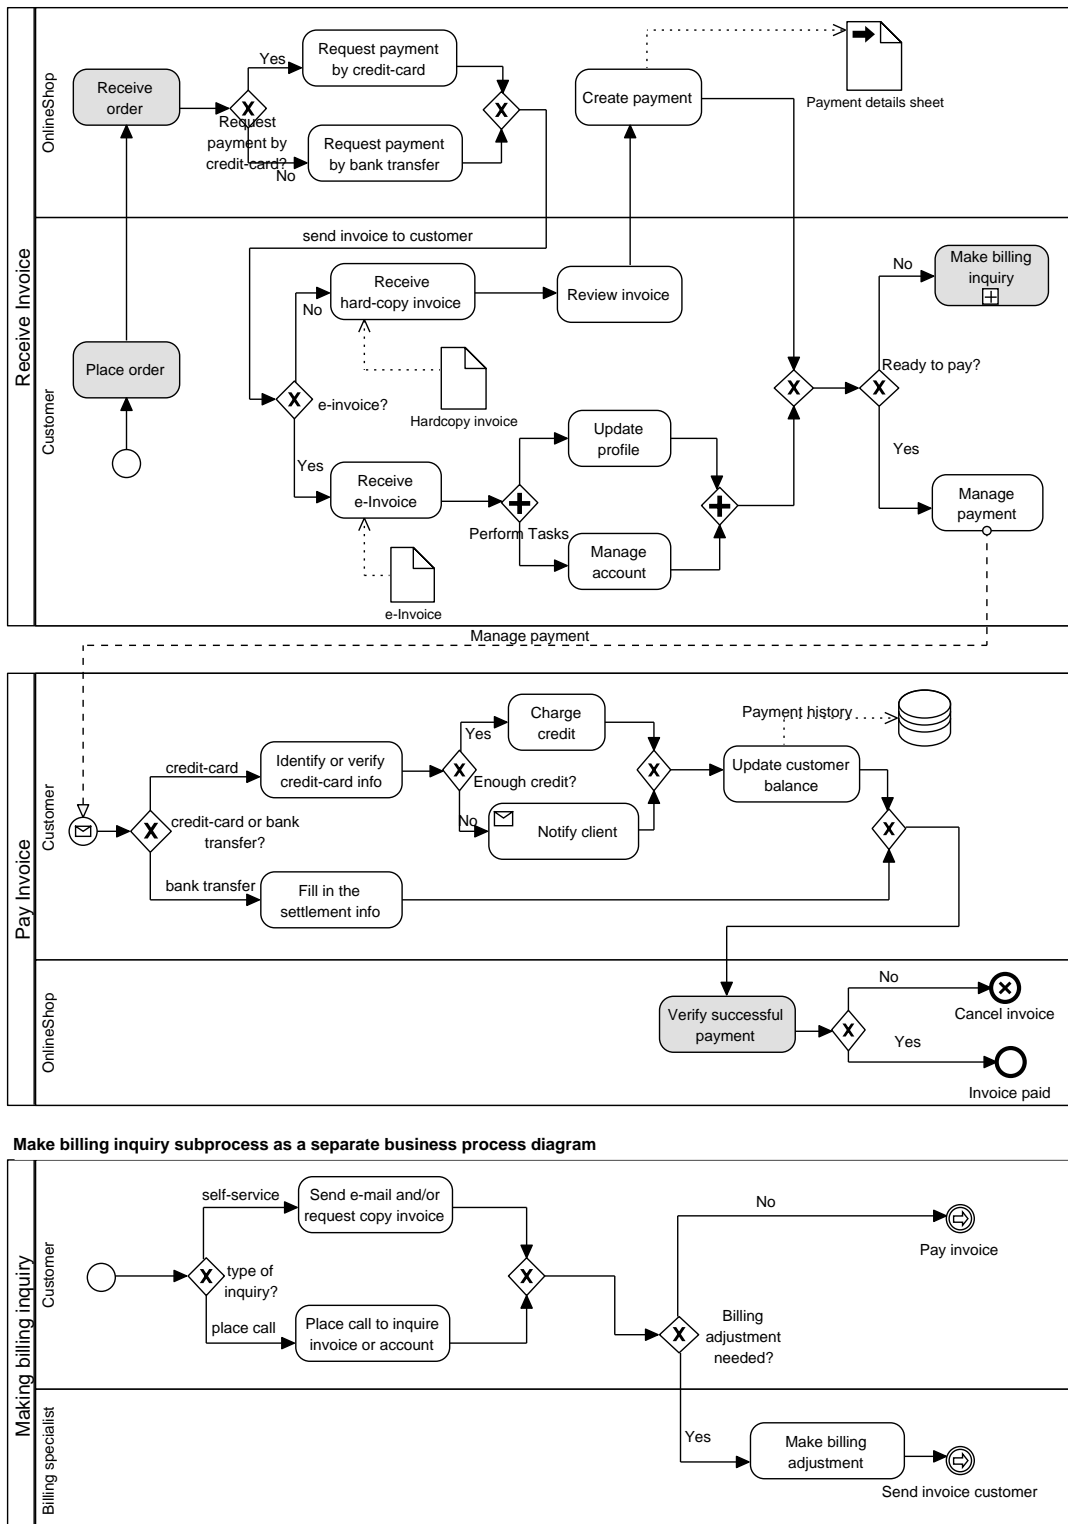 Receive Invoice
OnlineShop
Receive
order
Yes
Request payment
by credit-card
Request
payment by
credit-card?
No
Request payment
by bank transfer
Create payment
Payment details sheet
Customer
send invoice to customer
Place order
No
Receive
hard-copy invoice
Review invoice
Hardcopy invoice
e-invoice?
Yes
Receive
e-Invoice
e-Invoice
Perform Tasks
Update
profile
Manage
account
No
Make billing
inquiry
Ready to pay?
Yes
Manage
payment
Manage payment
Pay Invoice
Customer
credit-card
Identify or verify
credit-card info
credit-card or bank
transfer?
bank transfer
Fill in the
settlement info
Yes
Charge
credit
Enough credit?
No
Notify client
Payment history
Update customer
balance
OnlineShop
Verify successful
payment
No
Cancel invoice
Yes
Invoice paid
Make billing inquiry subprocess as a separate business process diagram
Making billing inquiry
Customer
self-service
Send e-mail and/or
request copy invoice
type of
inquiry?
place call
Place call to inquire
invoice or account
No
Pay invoice
Billing
adjustment
needed?
Billing specialist
Yes
Make billing
adjustment
Send invoice customer